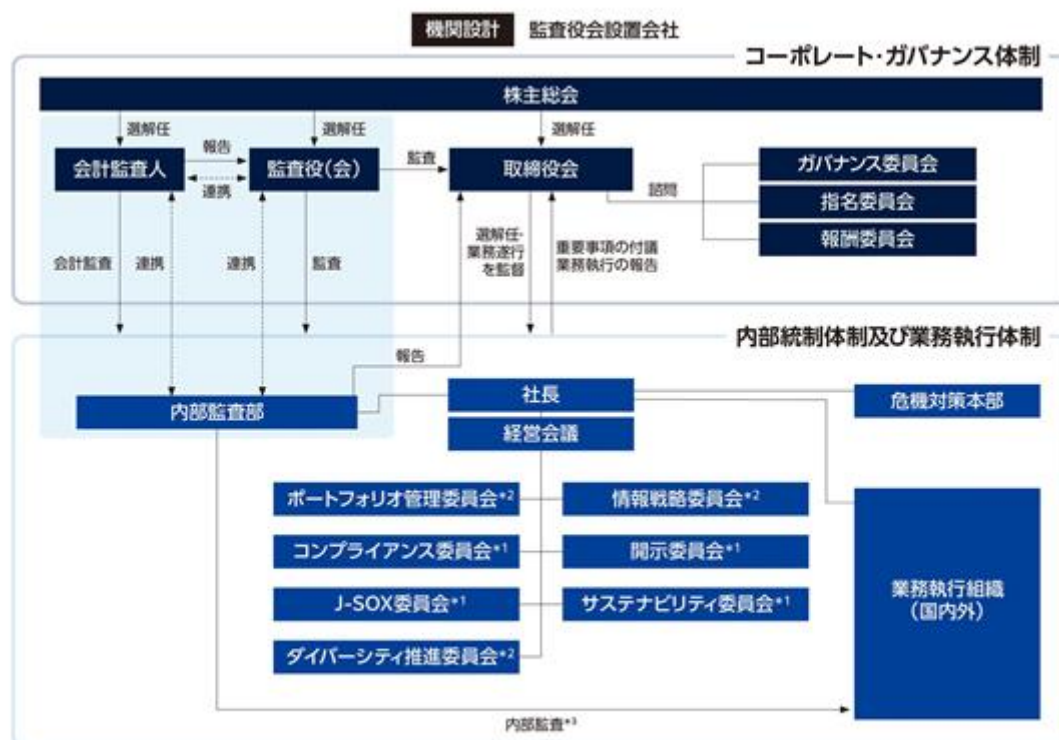 機関設計 監査役会設置会社
コーポレート・ガバナンス体制
株主総会
選解任
選解任
選解任
会計監査人
報告
連携
監査役(会)
監査
取締役会
諮問
ガバナンス委員会
指名委員会
報酬委員会
会計監査
連携
連携
監査
選解任・
業務遂行
を監督
重要事項の付議
業務執行の報告
内部統制体制及び業務執行体制
報告
内部監査部
社長
経営会議
危機対策本部
ポートフォリオ管理委員会*2
情報戦略委員会*2
コンプライアンス委員会*1
開示委員会*1
J-SOX委員会*1
サステナビリティ委員会*1
ダイバーシティ推進委員会*2
業務執行組織
(国内外)
内部監査*3